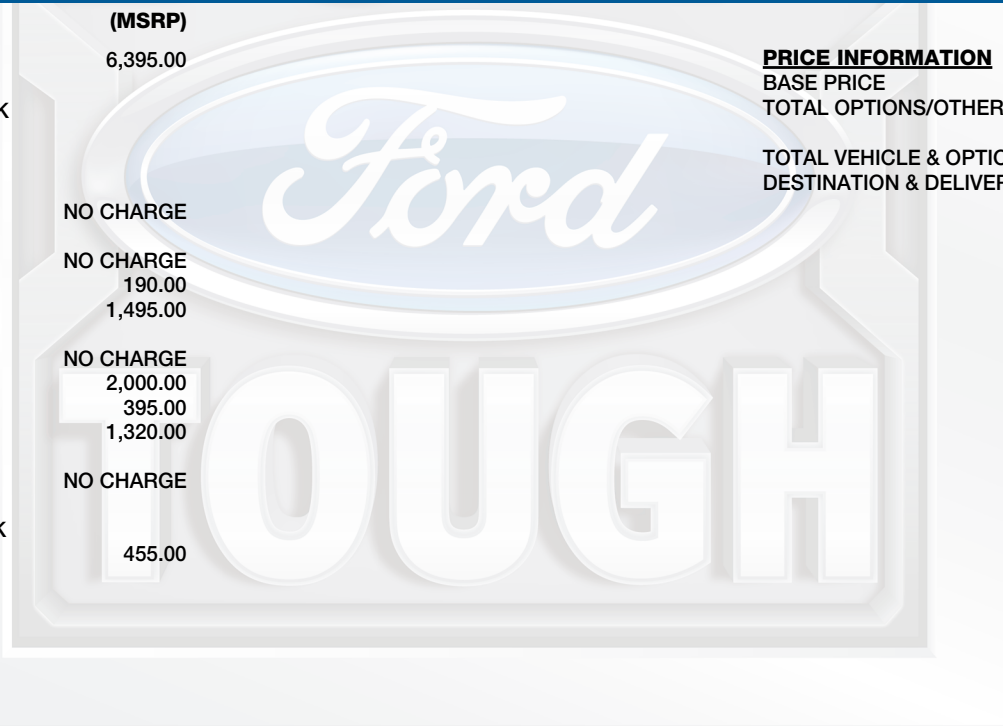 (MSRP)
6,395.00
K
NO CHARGE
NO CHARGE
190.00
1,495.00
NO CHARGE
2,000.00
395.00
1,320.00
NO CHARGE
K
455.00
PRICE INFORMATION
BASE PRICE
TOTAL OPTIONS/OTHER
TOTAL VEHICLE & OPTIO
DESTINATION & DELIVER
Ford
TOUGH